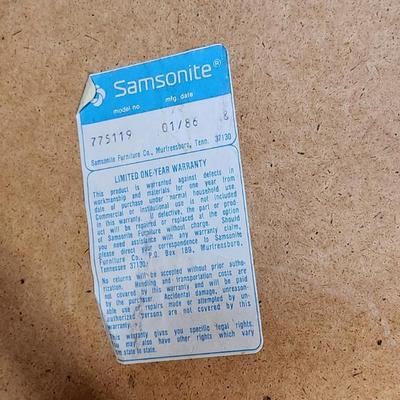 Samsonite®
model no mfg date
775119 01/86 8
Samsonite Furniture Co., Murfreesboro, Tenn. 37130
LIMITED ONE-YEAR WARRANTY
This product is warranted against defects in
workmanship and materials for one year from
date of purchase under normal household use.
Commercial or institutional use is not included
in this warranty. If defective, the part or prod-
uct will be repaired or replaced at the option
of Samsonite Furniture without charge. Should
you need assistance with any warranty claim,
please direct your correspondence to Samsonite
Furniture Co., P.O. Box 189, Murfreesboro,
Tennessee 37130.
No returns will be accepted without prior autho-
rization. Handling and transportation costs are
not covered by this warranty and will be paid
by the purchaser. Accidental damage, unreason-
able use, repairs made or attempted by un-
authorized persons are not covered by this
warranty.
This warranty gives you specific legal rights.
You may also have other rights which vary
from state to state.